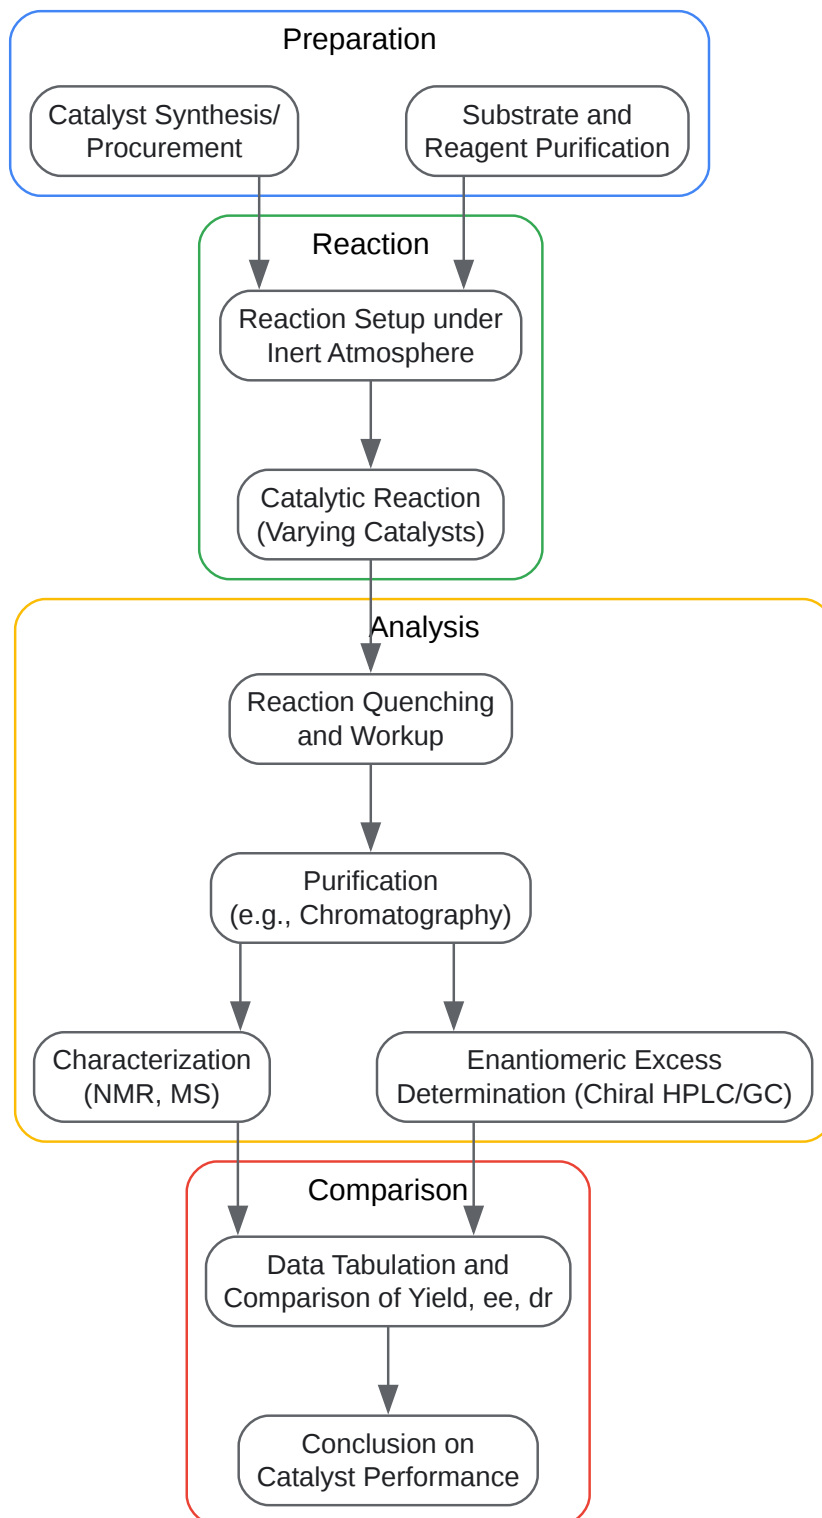 Preparation
Catalyst Synthesis/
Procurement
Substrate and
Reagent Purification
Reaction
Reaction Setup under
Inert Atmosphere
Catalytic Reaction
(Varying Catalysts)
Analysis
Reaction Quenching
and Workup
Purification
(e.g., Chromatography)
Characterization
(NMR, MS)
Enantiomeric Excess
Determination (Chiral HPLC/GC)
Comparison
Data Tabulation and
Comparison of Yield, ee, dr
Conclusion on
Catalyst Performance